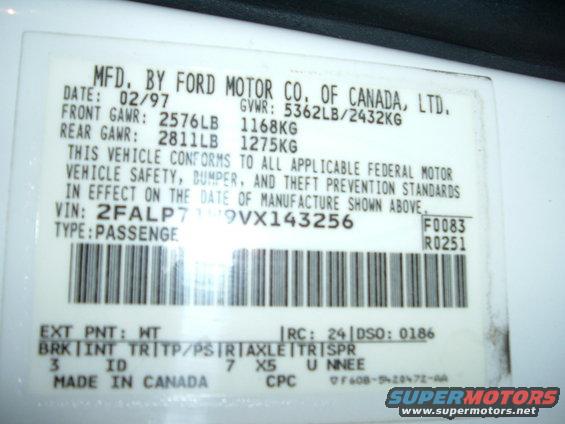 MFD. BY FORD MOTOR CO. OF CANADA, LTD.
DATE: 02/97 GVWR: 5362LB/2432KG
FRONT GAWR: 2576LB 1168KG
REAR GAWR: 2811LB 1275KG
THIS VEHICLE CONFORMS TO ALL APPLICABLE FEDERAL MOTOR
VEHICLE SAFETY, BUMPER, AND THEFT PREVENTION STANDARDS
IN EFFECT ON THE DATE OF MANUFACTURE SHOWN ABOVE.
VIN: F0083
TYPE: PASSENGE R0251
EXT PNT: WT RC: 24 DSO: 0186
BRK INT TR TP/PS R AXLE TR SPR
3 ID 7 X5 U NNEE
MADE IN CANADA CPC
SUPERMOTORS
www.supermotors.net